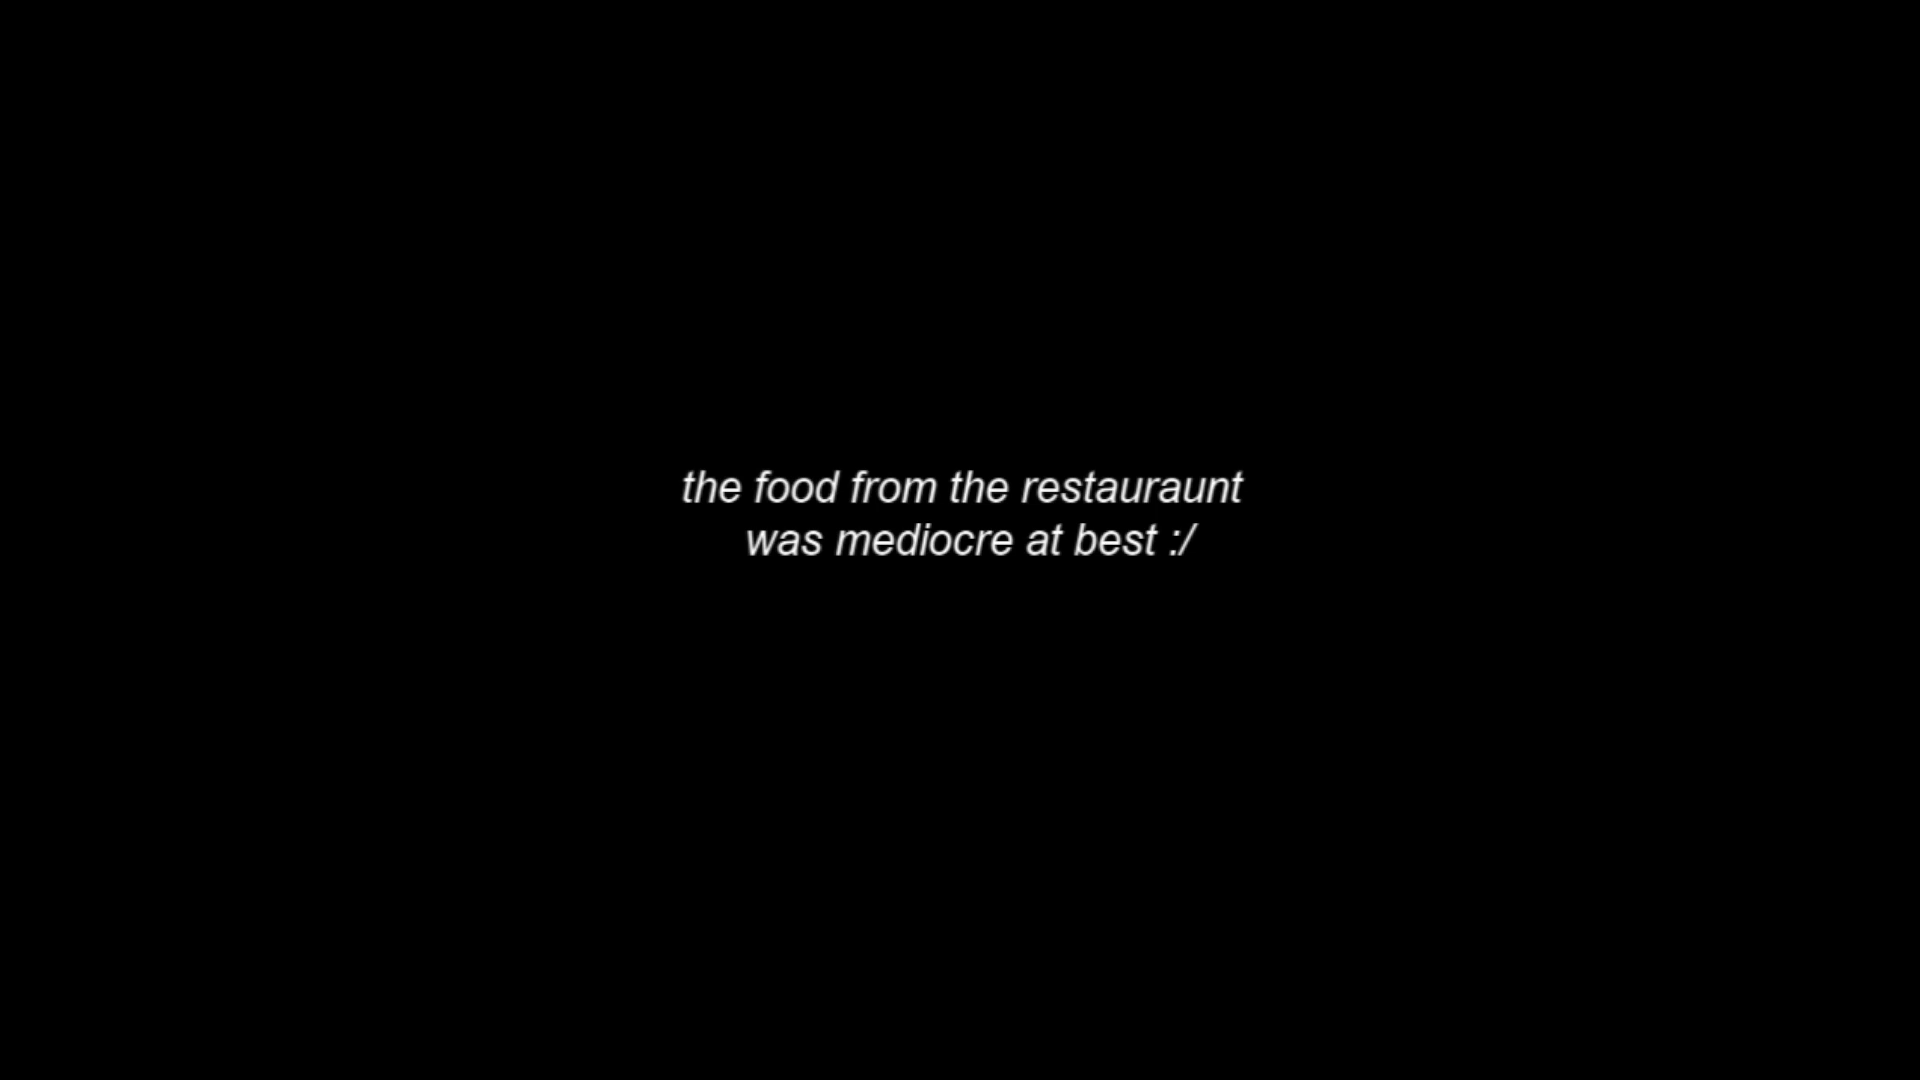 the food from the restauraunt
was mediocre at best :/